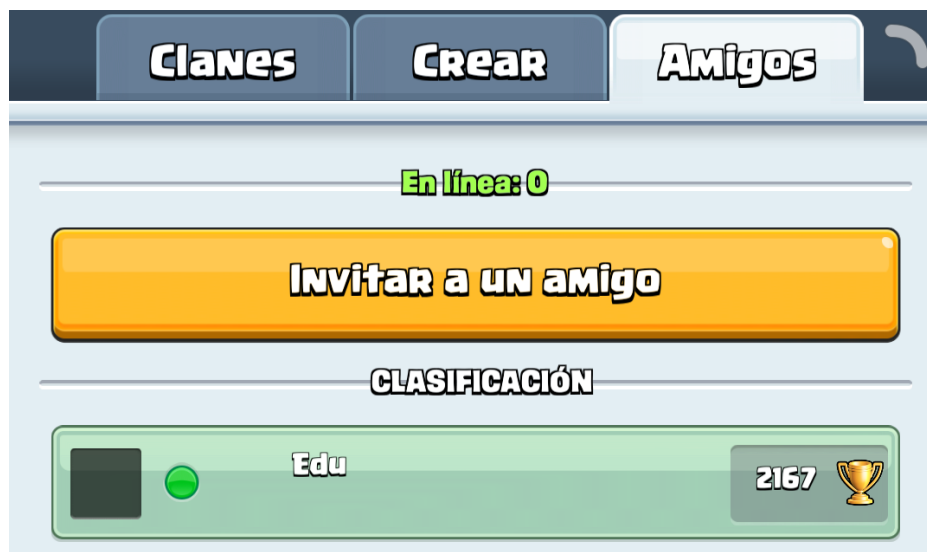 Clanes Crear Amigos
En línea: 0
Invitar a un amigo
CLASIFICACIÓN
Edu 2167